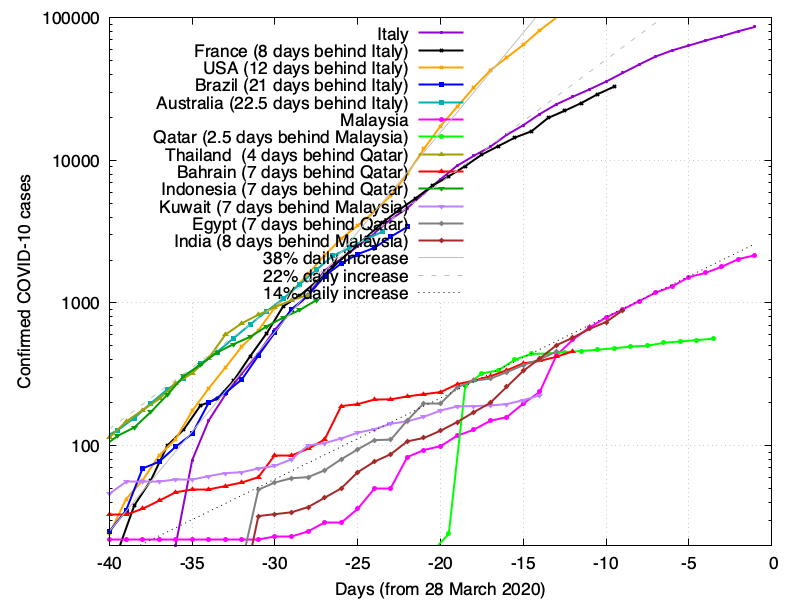 100000
10000
1000
100
Confirmed COVID-10 cases
Italy
France (8 days behind Italy)
USA (12 days behind Italy)
Brazil (21 days behind Italy)
Australia (22.5 days behind Italy)
Malaysia
Qatar (2.5 days behind Malaysia)
Thailand (4 days behind Qatar)
Bahrain (7 days behind Qatar)
Indonesia (7 days behind Qatar)
Kuwait (7 days behind Malaysia)
Egypt (7 days behind Qatar)
India (8 days behind Malaysia)
38% daily increase
22% daily increase
14% daily increase
-40 -35 -30 -25 -20 -15 -10 -5 0
Days (from 28 March 2020)